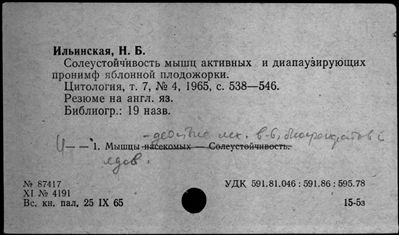 Ильинская, Н. Б.
Солеустойчивость мышц активных и диапаузирующих
пронимф яблонной плодожорки.
Цитология, т. 7, № 4, 1965, с. 538—546.
Резюме на англ. яз.
Библиогр.: 19 назв.
- действие
— — 1. Мышцы насекомых — Солеустойчивость.
ядов.
№ 87417
XI № 4191
Вс. кн. пал. 25 IX 65
УДК 591.81.046 : 591.86 : 595.78
15-5з